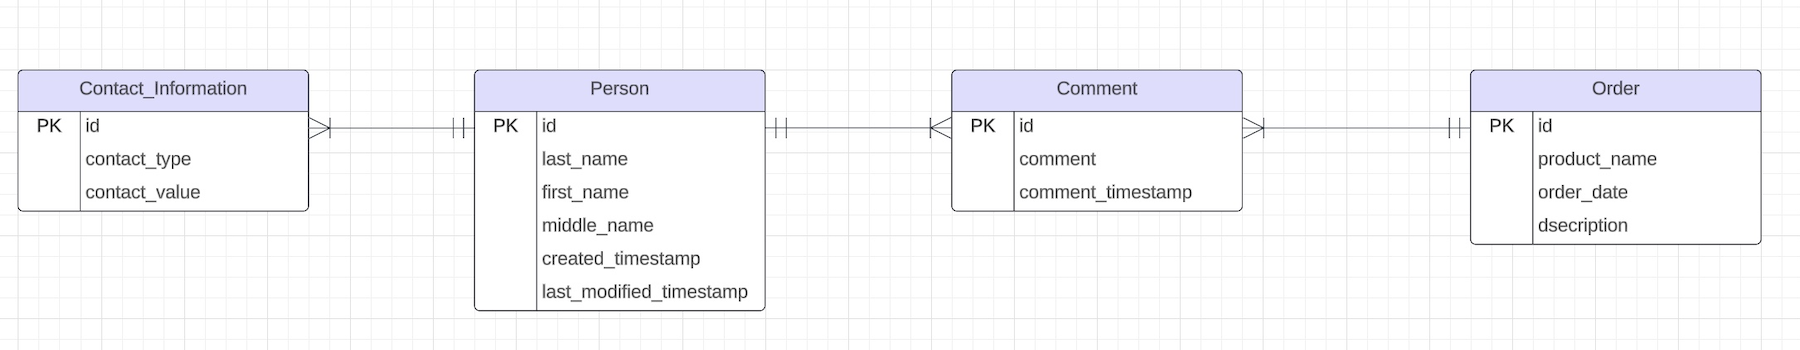 Contact_Information
PK id
contact_type
contact_value
Person
PK id
last_name
first_name
middle_name
created_timestamp
last_modified_timestamp
Comment
PK id
comment
comment_timestamp
Order
PK id
product_name
order_date
dsecription